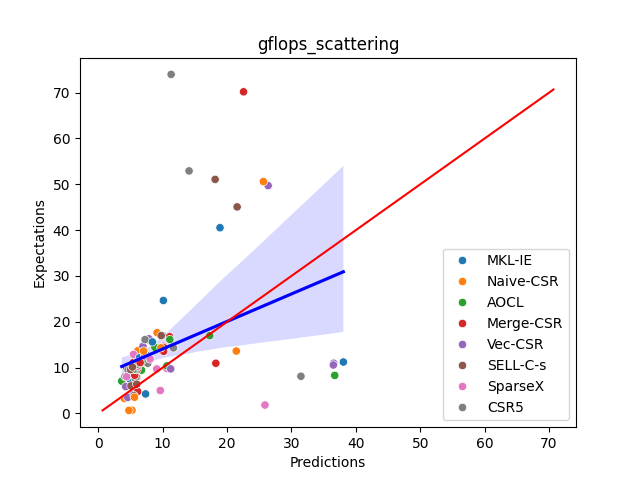 gflops_scattering
70
60
50
40
30
20
10
0
Expectations
MKL-IE
Naive-CSR
AOCL
Merge-CSR
Vec-CSR
SELL-C-s
SparseX
CSR5
0 10 20 30 40 50 60 70
Predictions